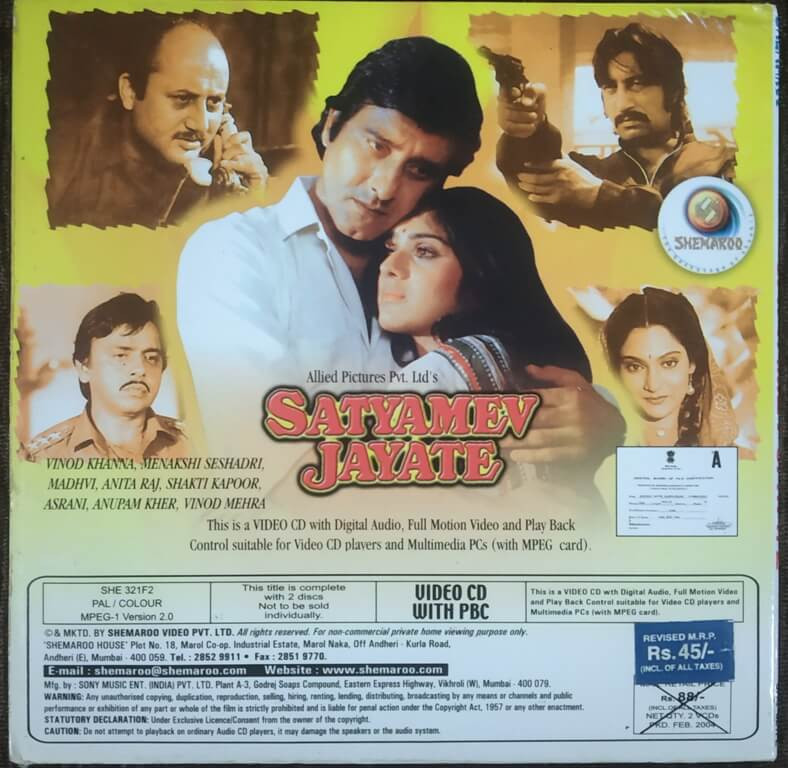 SHEMAROO
Allied Pictures Pvt. Ltd's
SATYAMEV
JAYATE
VINOD KHANNA, MENAKSHI SESHADRI,
MADHVI, ANITA RAJ, SHAKTI KAPOOR,
ASRANI, ANUPAM KHER, VINOD MEHRA
A
This is a VIDEO CD with Digital Audio, Full Motion Video and Play Back
Control suitable for Video CD players and Multimedia PCs (with MPEG card).
SHE 321F2
PAL / COLOUR
MPEG-1 Version 2.0
This title is complete
with 2 discs
Not to be sold
individually.
VIDEO CD
WITH PBC
This is a VIDEO CD wth Digital Audio, Full Motion Video
and Play Back Control suitable for Video CD players and
Multimedia PCs (with MPEG card).
©& MKTD. BY SHEMAROO VIDEO PVT. LTD. All rights reserved. For non-commercial private home viewing purpose only.
'SHEMAROO HOUSE' Plot No. 18, Marol Co-op. Industrial Estate, Marol Naka, Off Andheri - Kurla Road,
Andheri (E), Mumbai - 400 059. Tel. : 2852 9911 • Fax : 2851 9770.
E-mail : shemaroo@shemaroo.com Website : www.shemaroo.com
Mfg. by : SONY MUSIC ENT. (INDIA) PVT. LTD. Plant A-3, Godrej Soaps Compound, Eastern Express Highway, Vikhroli (W), Mumbai - 400 079.
WARNING: Any unauthorised copying, duplication, reproduction, selling, hiring, renting, lending, distributing, broadcasting by any means or channels and public
performance or exhibition of any part or whole of the film is strictly prohibited and is liable for penal action under the Copyright Act, 1957 or any other enactment.
STATUTORY DECLARATION: Under Exclusive Licence/Consent from the owner of the copyright.
CAUTION: Do not attempt to playback on ordinary Audio CD players, it may damage the speakers or the audio system.
REVISED M.R.P.
Rs. 45/-
(INCL. OF ALL TAXES)
Rs. 88/-
(INCL. OF ALL TAXES)
NET QTY. 2 VCDs
PKD. FEB. 2004